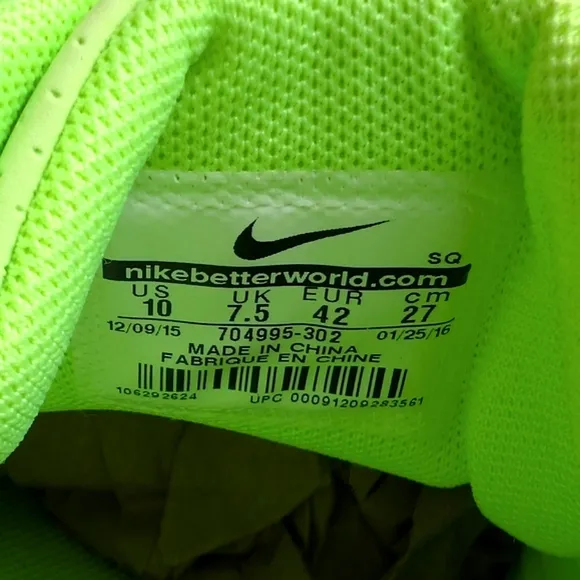 SQ
nikebetterworld.com
US UK EUR cm
10 7.5 42 27
12/09/15 704995-302 01/25/16
MADE IN CHINA
FABRIQUE EN CHINE
106292624 UPC 00091209283561